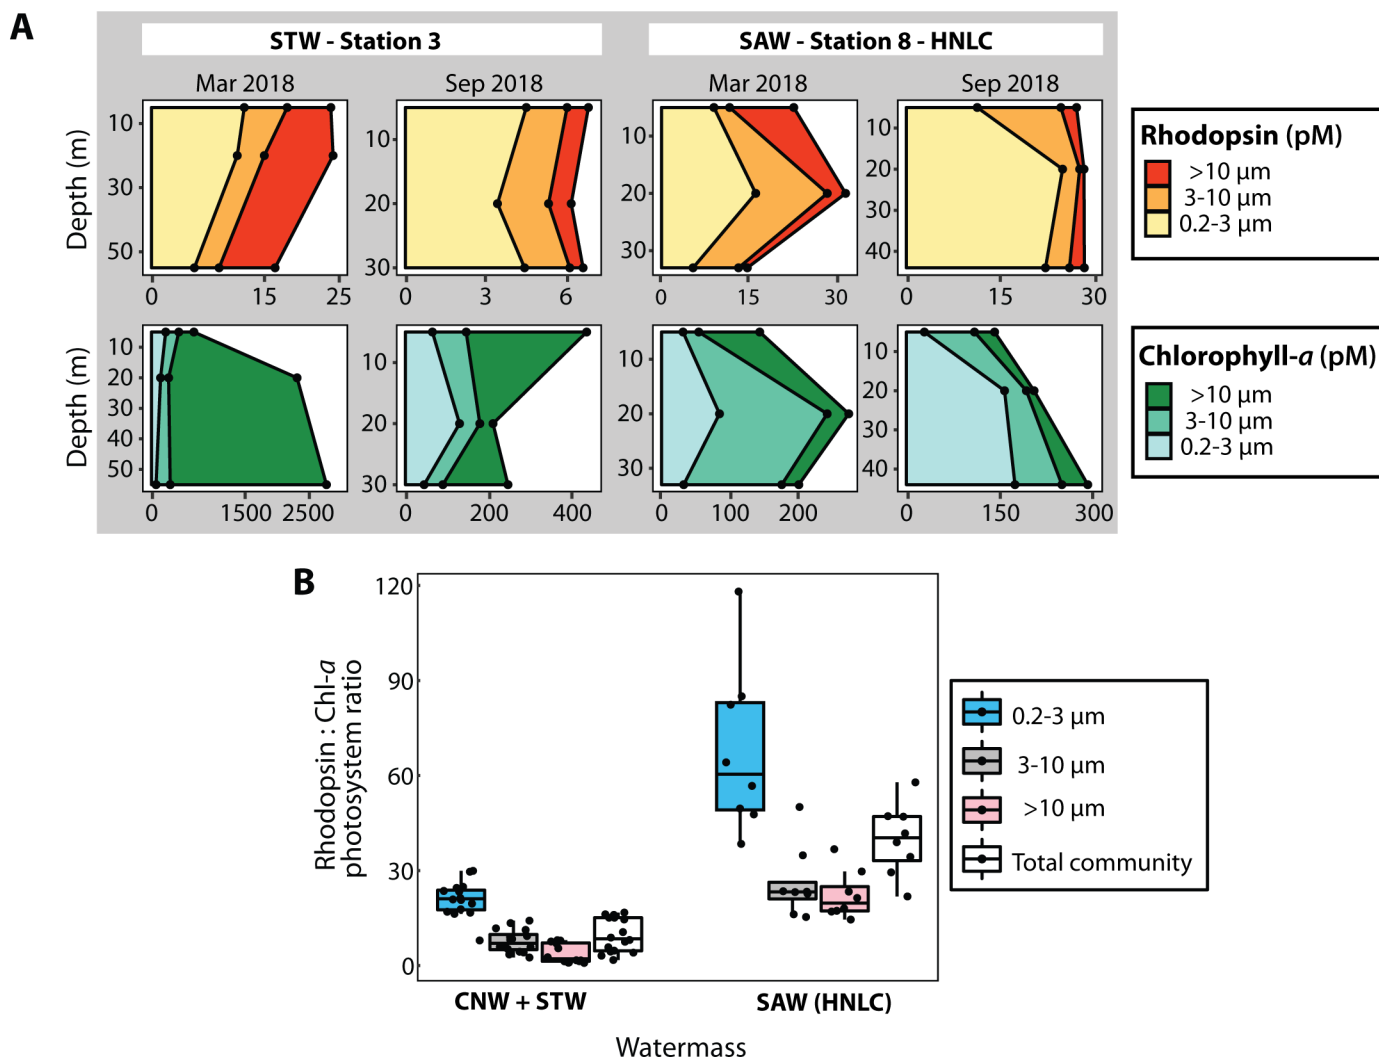 A
STW - Station 3
SAW - Station 8 - HNLC
Mar 2018
Sep 2018
Mar 2018
Sep 2018
Depth (m)
10
30
50
0 15 25
10
20
30
0 3 6
10
20
30
0 15 30
10
20
30
40
0 15 30
Rhodopsin (pM)
>10 µm
3-10 µm
0.2-3 µm
Depth (m)
10
20
30
40
50
0 1500 2500
10
20
30
0 200 400
10
20
30
0 100 200
10
20
30
40
0 150 300
Chlorophyll-a (pM)
>10 µm
3-10 µm
0.2-3 µm
B
Rhodopsin : Chl-a
photosystem ratio
120
90
60
30
0
CNW + STW
SAW (HNLC)
Watermass
0.2-3 µm
3-10 µm
>10 µm
Total community